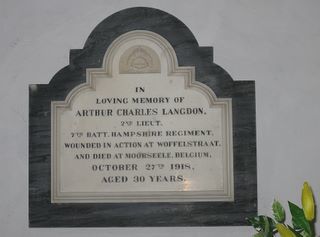 IN
LOVING MEMORY OF
ARTHUR CHARLES LANGDON,
2ND LIEUT.
7TH BATT. HAMPSHIRE REGIMENT,
WOUNDED IN ACTION AT WOFFELSTRAAT,
AND DIED AT MOORSEELE, BELGIUM,
OCTOBER 27TH 1918,
AGED 30 YEARS.